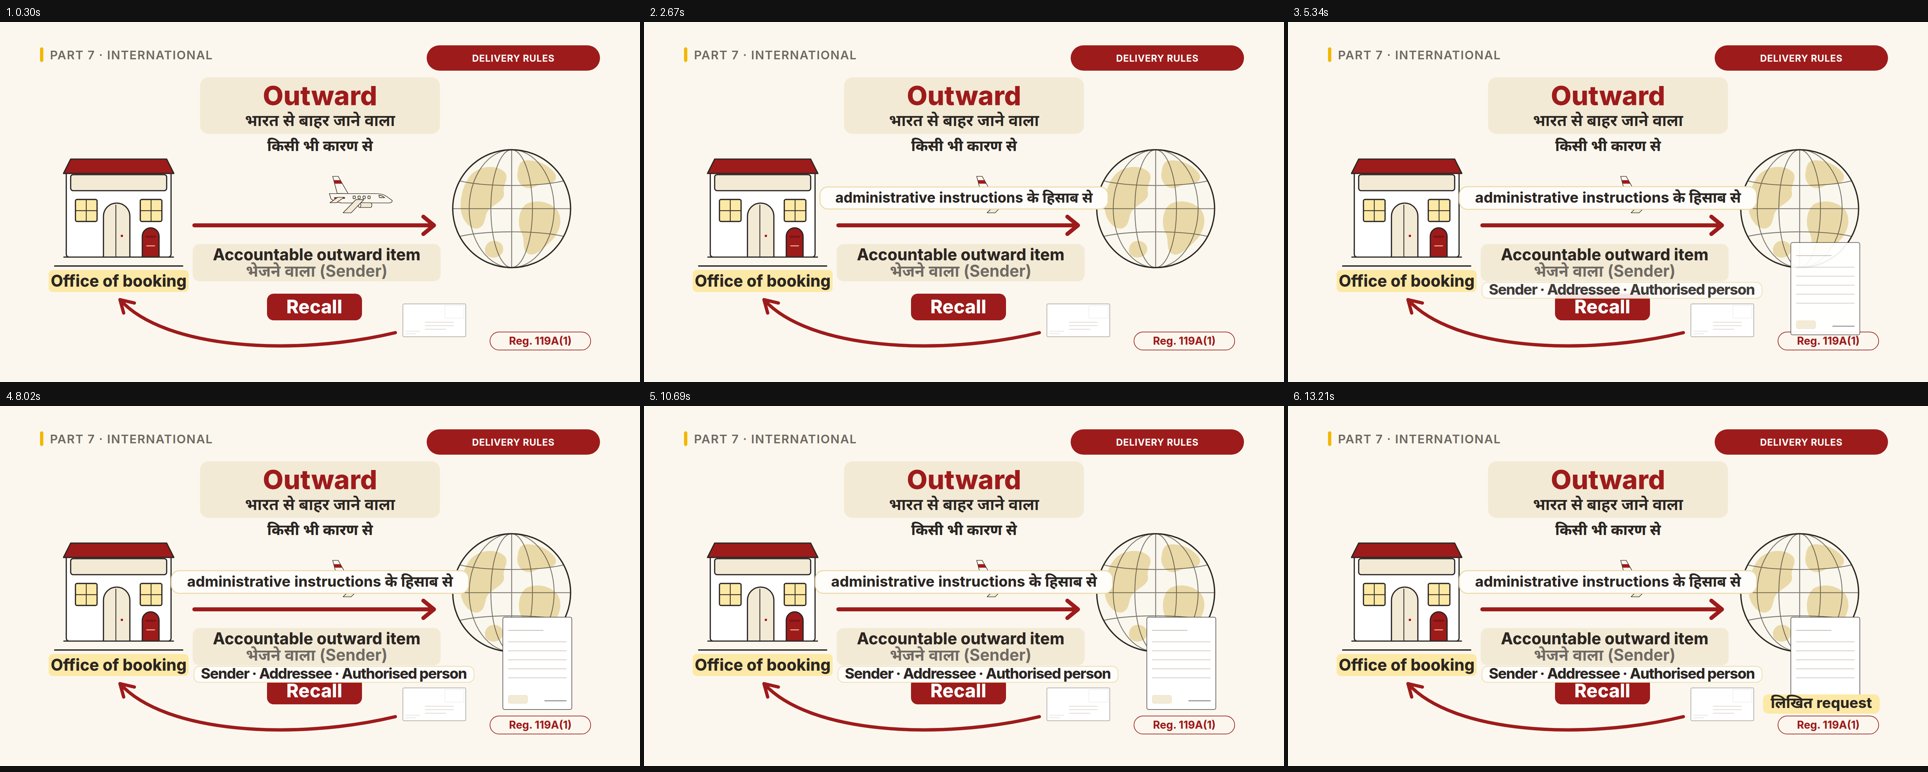 1. 0.30s
PART 7 · INTERNATIONAL
DELIVERY RULES
Outward
भारत से बाहर जाने वाला
किसी भी कारण से
Accountable outward item
भेजने वाला (Sender)
Office of booking
Recall
Reg. 119A(1)
2. 2.67s
PART 7 · INTERNATIONAL
DELIVERY RULES
Outward
भारत से बाहर जाने वाला
किसी भी कारण से
administrative instructions के हिसाब से
Accountable outward item
भेजने वाला (Sender)
Office of booking
Recall
Reg. 119A(1)
3. 5.34s
PART 7 · INTERNATIONAL
DELIVERY RULES
Outward
भारत से बाहर जाने वाला
किसी भी कारण से
administrative instructions के हिसाब से
Accountable outward item
भेजने वाला (Sender)
Office of booking
Sender · Addressee · Authorised person
Recall
Reg. 119A(1)
4. 8.02s
PART 7 · INTERNATIONAL
DELIVERY RULES
Outward
भारत से बाहर जाने वाला
किसी भी कारण से
administrative instructions के हिसाब से
Accountable outward item
भेजने वाला (Sender)
Office of booking
Sender · Addressee · Authorised person
Recall
Reg. 119A(1)
5. 10.69s
PART 7 · INTERNATIONAL
DELIVERY RULES
Outward
भारत से बाहर जाने वाला
किसी भी कारण से
administrative instructions के हिसाब से
Accountable outward item
भेजने वाला (Sender)
Office of booking
Sender · Addressee · Authorised person
Recall
Reg. 119A(1)
6. 13.21s
PART 7 · INTERNATIONAL
DELIVERY RULES
Outward
भारत से बाहर जाने वाला
किसी भी कारण से
administrative instructions के हिसाब से
Accountable outward item
भेजने वाला (Sender)
Office of booking
Sender · Addressee · Authorised person
Recall
लिखित request
Reg. 119A(1)